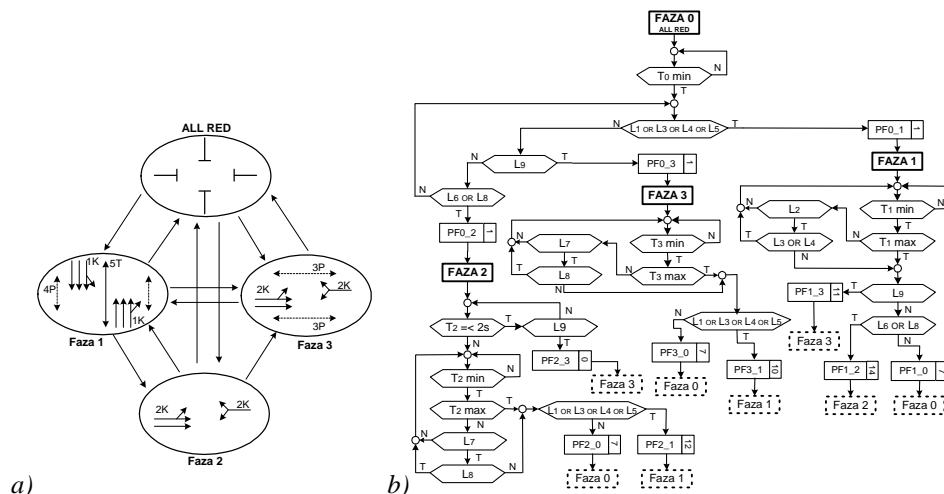 ALL RED
1K
5T
4P
1K
Faza 1
3P
2K
2K
3P
Faza 3
2K
2K
Faza 2
a)
FAZA 0
ALL RED
T0 min
N
T
L1 OR L3 OR L4 OR L5
N
T
PF0_1
1
FAZA 1
L9
N
T
PF0_3
1
FAZA 3
L6 OR L8
N
T
PF0_2
1
FAZA 2
T1 min
N
T
T1 max
N
T
L2
N
T
L3 OR L4
T
N
L9
T
N
PF1_3
11
Faza 3
L6 OR L8
T
N
PF1_2
14
Faza 2
PF1_0
7
Faza 0
T3 min
N
T
T3 max
N
T
L7
N
T
L8
T
N
L1 OR L3 OR L4 OR L5
N
T
PF3_0
7
Faza 0
PF3_1
10
Faza 1
T2 =< 2s
T
N
L9
N
T
PF2_3
0
Faza 3
T2 min
N
T
T2 max
T
N
L7
N
T
L8
T
N
L1 OR L3 OR L4 OR L5
N
T
PF2_0
7
Faza 0
PF2_1
12
Faza 1
b)